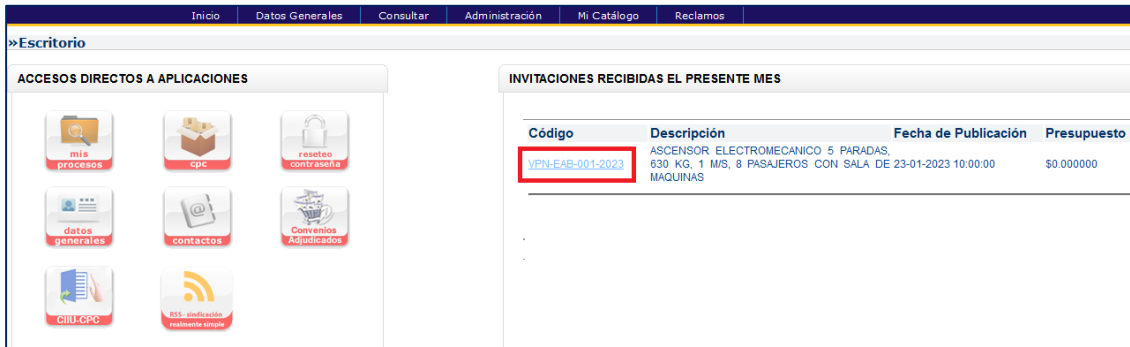 Inicio Datos Generales Consultar Administración Mi Catálogo Reclamos
»Escritorio
ACCESOS DIRECTOS A APLICACIONES
mis
procesos
cpc
reseteo
contraseña
datos
generales
contactos
Convenios
Adjudicados
CIIU-CPC
RSS - sindicación
realmente simple
INVITACIONES RECIBIDAS EL PRESENTE MES
Código Descripción Fecha de Publicación Presupuesto
VPN-EAB-001-2023 ASCENSOR ELECTROMECANICO 5 PARADAS,
630 KG, 1 M/S, 8 PASAJEROS CON SALA DE 23-01-2023 10:00:00 $0.000000
MAQUINAS